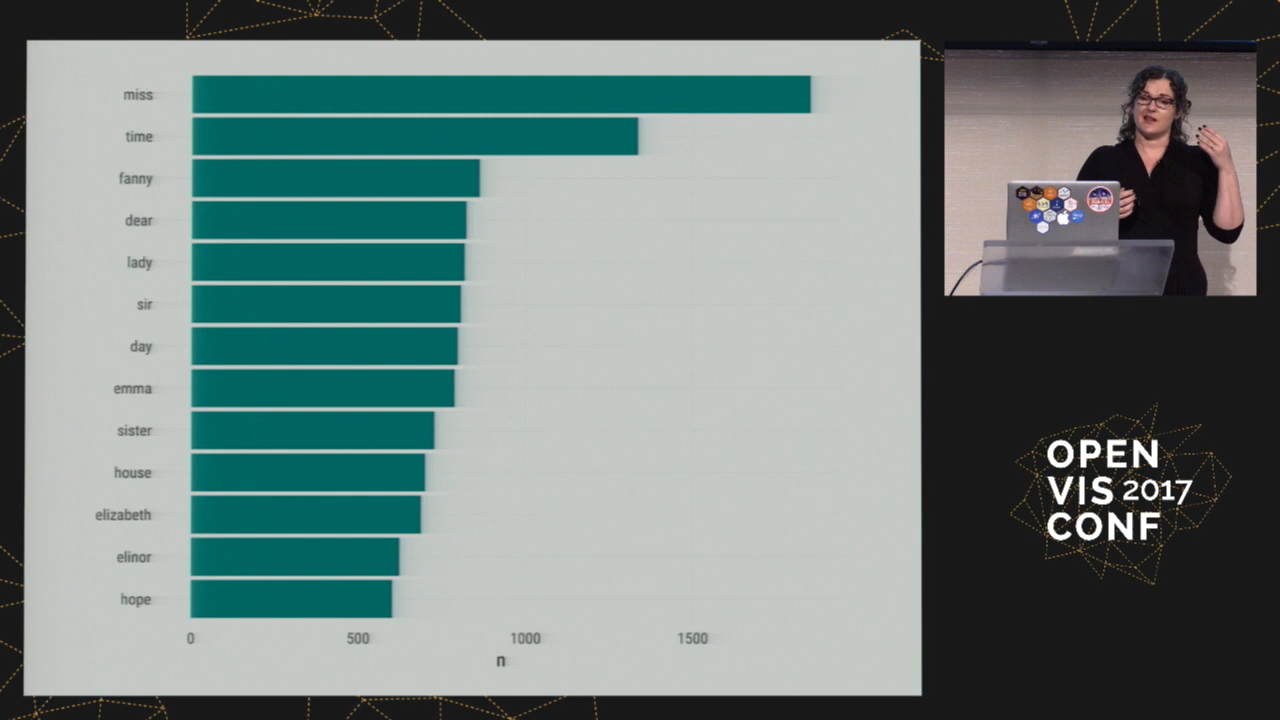 miss
time
fanny
dear
lady
sir
day
emma
sister
house
elizabeth
elinor
hope
0 500 1000 1500
n
OPEN
VIS 2017
CONF